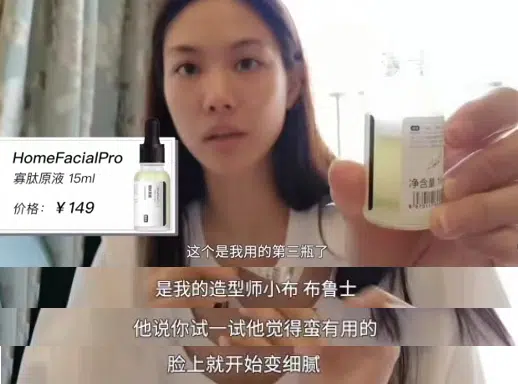 HomeFacialPro
寡肽原液 15ml
价格：￥149
净含量
这个是我用的第三瓶了
是我的造型师小布 布鲁士
他说你试一试他觉得蛮有用的
脸上就开始变细腻